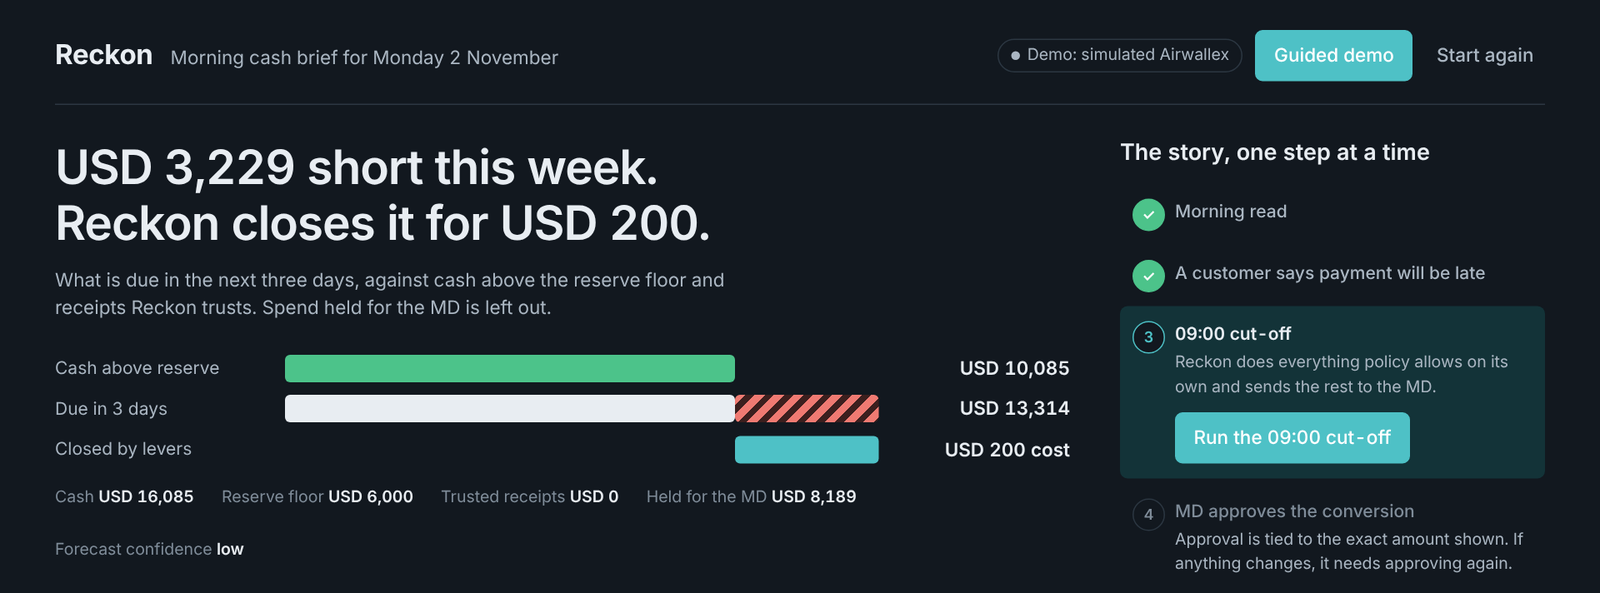 Reckon Morning cash brief for Monday 2 November
Demo: simulated Airwallex
Guided demo
Start again
USD 3,229 short this week.
Reckon closes it for USD 200.
What is due in the next three days, against cash above the reserve floor and
receipts Reckon trusts. Spend held for the MD is left out.
Cash above reserve USD 10,085
Due in 3 days USD 13,314
Closed by levers USD 200 cost
Cash USD 16,085 Reserve floor USD 6,000 Trusted receipts USD 0 Held for the MD USD 8,189
Forecast confidence low
The story, one step at a time
Morning read
A customer says payment will be late
3 09:00 cut-off
Reckon does everything policy allows on its
own and sends the rest to the MD.
Run the 09:00 cut-off
4 MD approves the conversion
Approval is tied to the exact amount shown. If
anything changes, it needs approving again.